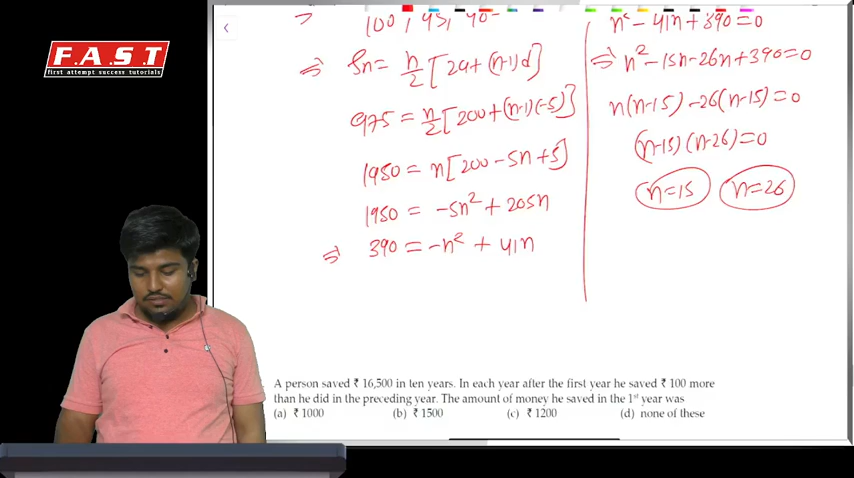 F.A.S.T
first attempt success tutorials
100, 95, 90-
⇒ Sn = n/2 [2a + (n-1)d]
975 = n/2 [200 + (n-1)(-5)]
1950 = n[200 - 5n + 5]
1950 = -5n² + 205n
⇒ 390 = -n² + 41n
n² - 41n + 390 = 0
⇒ n² - 15n - 26n + 390 = 0
n(n-15) - 26(n-15) = 0
(n-15)(n-26) = 0
n=15 n=26
A person saved ₹ 16,500 in ten years. In each year after the first year he saved ₹ 100 more
than he did in the preceding year. The amount of money he saved in the 1st year was
(a) ₹ 1000 (b) ₹ 1500 (c) ₹ 1200 (d) none of these